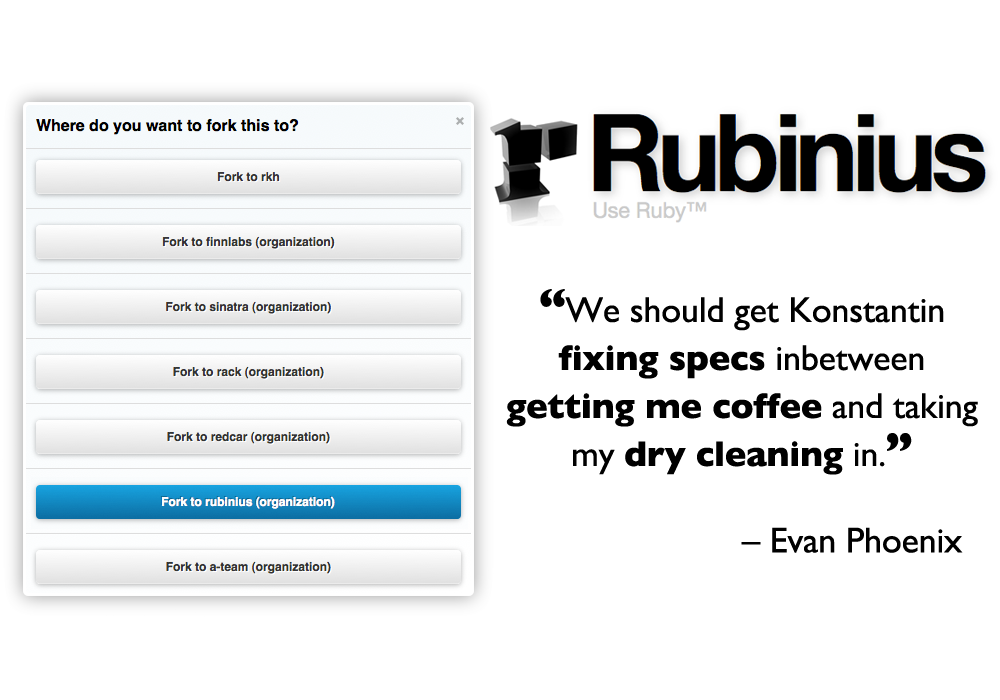 Where do you want to fork this to?
×
Fork to rkh
Fork to finnlabs (organization)
Fork to sinatra (organization)
Fork to rack (organization)
Fork to redcar (organization)
Fork to rubinius (organization)
Fork to a-team (organization)
r Rubinius
Use Ruby™
“We should get Konstantin
fixing specs inbetween
getting me coffee and taking
my dry cleaning in.”
– Evan Phoenix